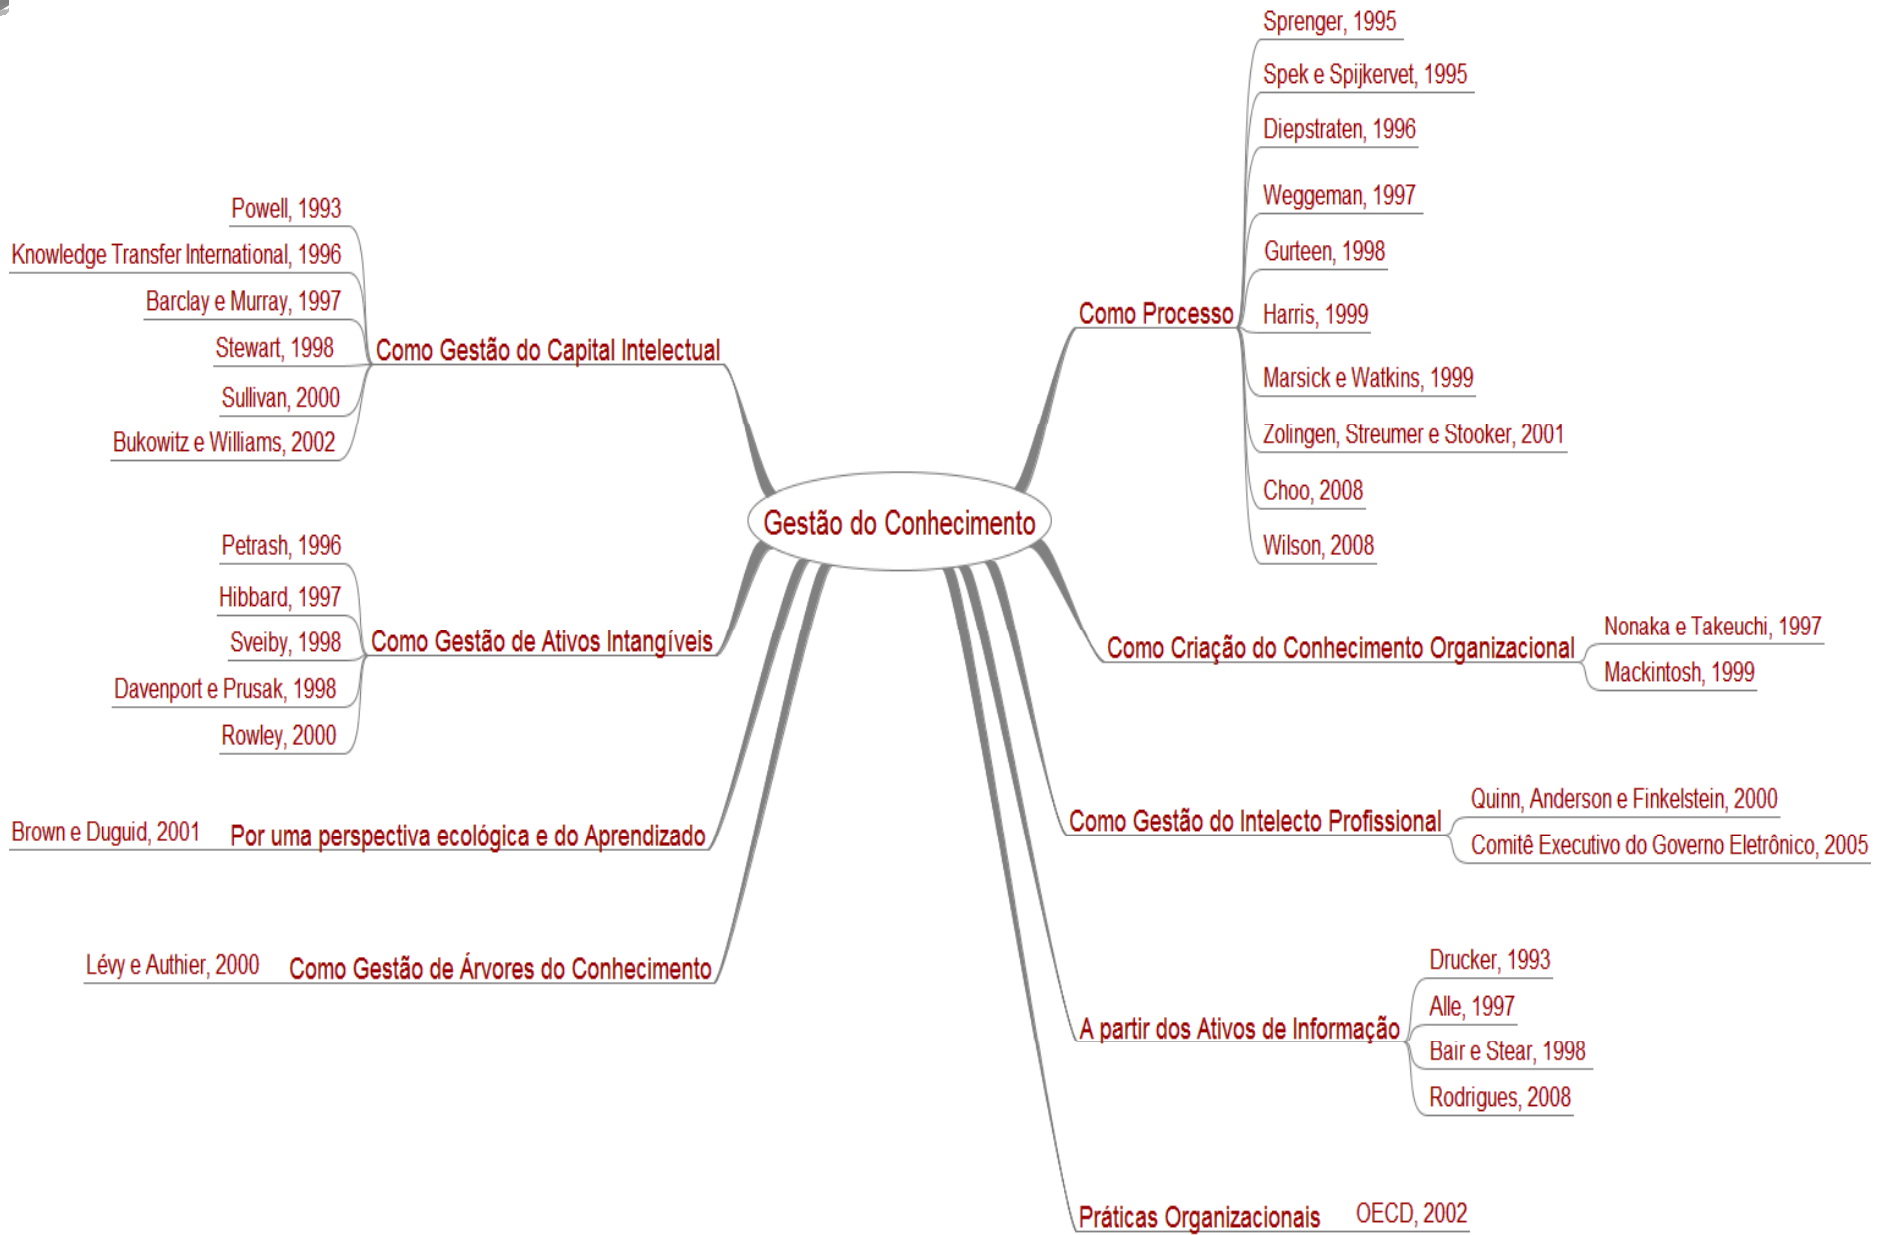 Gestão do Conhecimento
Como Gestão do Capital Intelectual
Powell, 1993
Knowledge Transfer International, 1996
Barclay e Murray, 1997
Stewart, 1998
Sullivan, 2000
Bukowitz e Williams, 2002
Como Gestão de Ativos Intangíveis
Petrash, 1996
Hibbard, 1997
Sveiby, 1998
Davenport e Prusak, 1998
Rowley, 2000
Por uma perspectiva ecológica e do Aprendizado
Brown e Duguid, 2001
Como Gestão de Árvores do Conhecimento
Lévy e Authier, 2000
Como Processo
Sprenger, 1995
Spek e Spijkervet, 1995
Diepstraten, 1996
Weggeman, 1997
Gurteen, 1998
Harris, 1999
Marsick e Watkins, 1999
Zolingen, Streumer e Stooker, 2001
Choo, 2008
Wilson, 2008
Como Criação do Conhecimento Organizacional
Nonaka e Takeuchi, 1997
Mackintosh, 1999
Como Gestão do Intelecto Profissional
Quinn, Anderson e Finkelstein, 2000
Comitê Executivo do Governo Eletrônico, 2005
A partir dos Ativos de Informação
Drucker, 1993
Alle, 1997
Bair e Stear, 1998
Rodrigues, 2008
Práticas Organizacionais
OECD, 2002